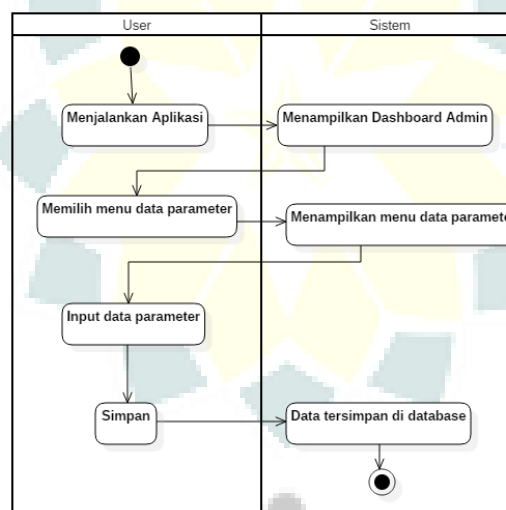 User
Sistem
Menjalankan Aplikasi
Menampilkan Dashboard Admin
Memilih menu data parameter
Menampilkan menu data paramete
Input data parameter
Simpan
Data tersimpan di database